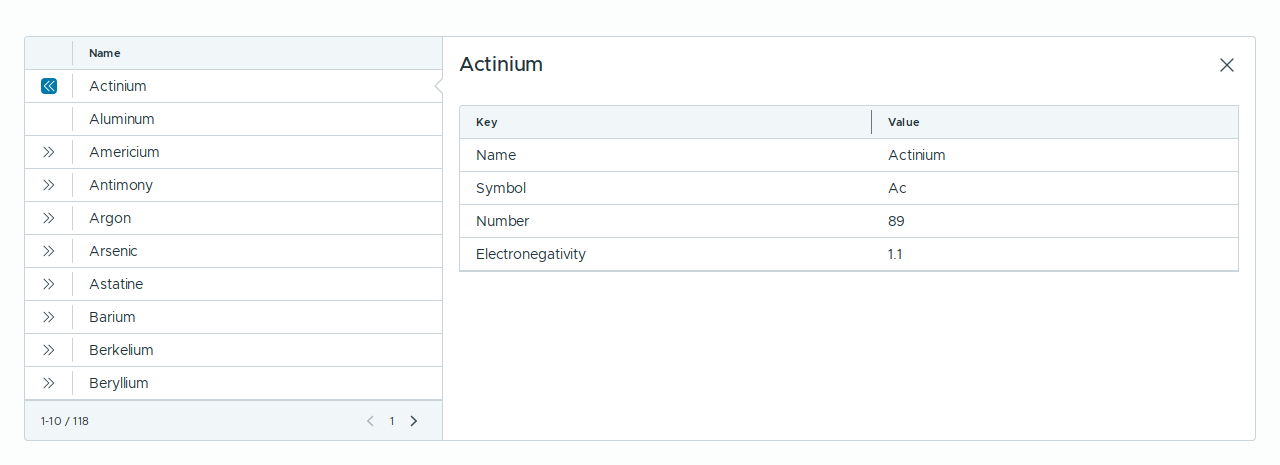 Name
Actinium
Aluminum
Americium
Antimony
Argon
Arsenic
Astatine
Barium
Berkelium
Beryllium
1-10 / 118
1
Actinium
Key Value
Name Actinium
Symbol Ac
Number 89
Electronegativity 1.1